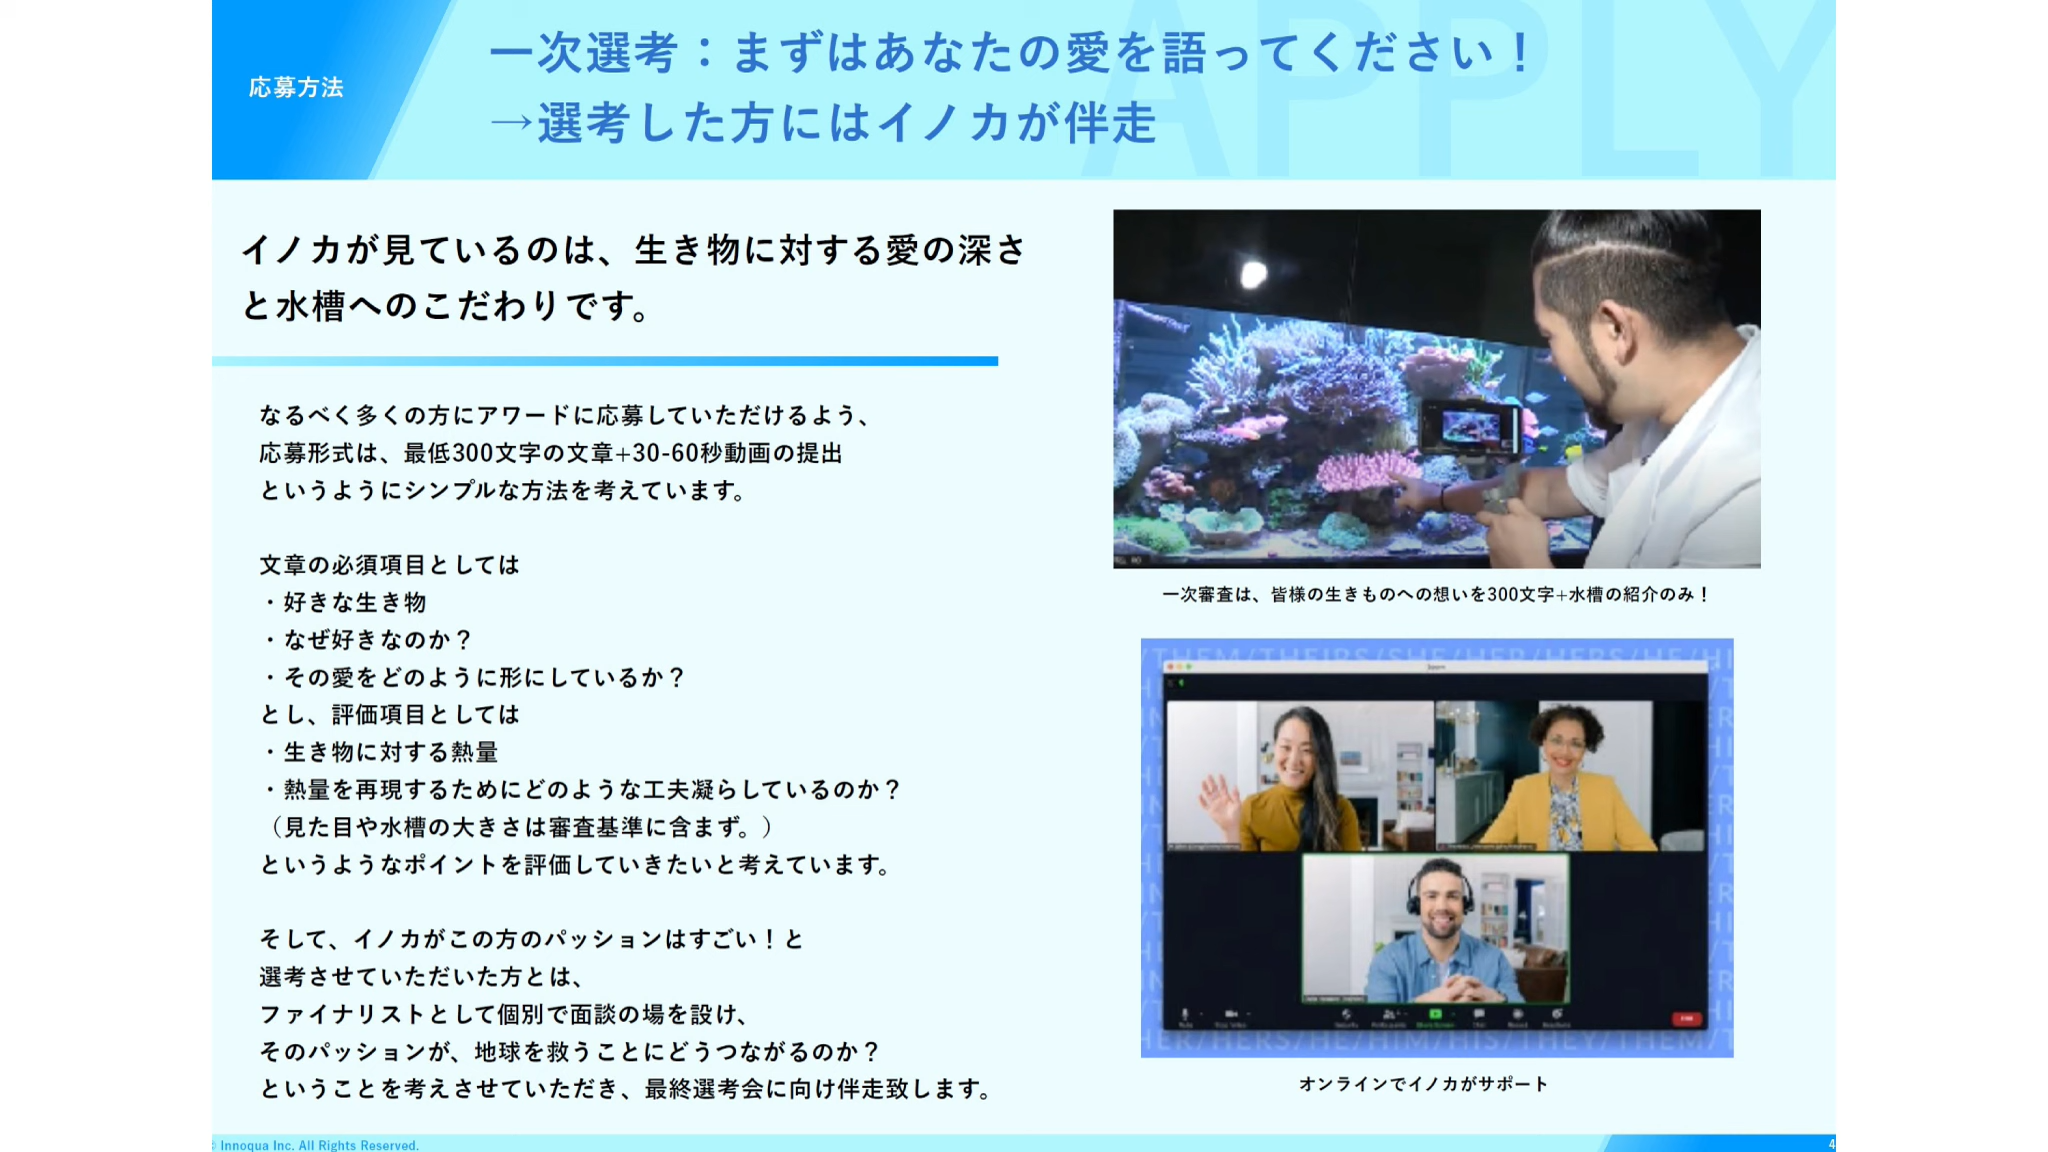 応募方法
APPLY
一次選考：まずはあなたの愛を語ってください！
→選考した方にはイノカが伴走
イノカが見ているのは、生き物に対する愛の深さ
と水槽へのこだわりです。
なるべく多くの方にアワードに応募していただけるよう、
応募形式は、最低300文字の文章+30-60秒動画の提出
というようにシンプルな方法を考えています。
文章の必須項目としては
・好きな生き物
・なぜ好きなのか？
・その愛をどのように形にしているか？
とし、評価項目としては
・生き物に対する熱量
・熱量を再現するためにどのような工夫凝らしているのか？
（見た目や水槽の大きさは審査基準に含まず。）
というようなポイントを評価していきたいと考えています。
そして、イノカがこの方のパッションはすごい！と
選考させていただいた方とは、
ファイナリストとして個別で面談の場を設け、
そのパッションが、地球を救うことにどうつながるのか？
ということを考えさせていただき、最終選考会に向け伴走致します。
一次審査は、皆様の生きものへの想いを300文字+水槽の紹介のみ！
/THEM/THEIRS/SHE/HER/HERS/HE/HI
Zoom
HER/HERS/HE/HIM/HIS/THEY/THEM/T
オンラインでイノカがサポート
© Innoqua Inc. All Rights Reserved.
4